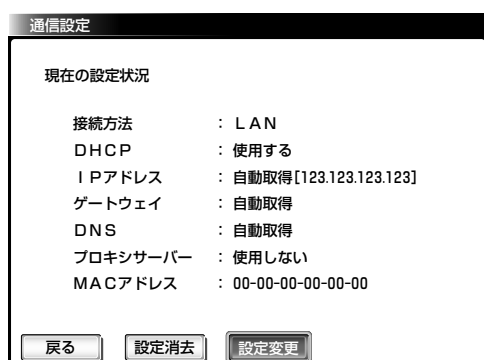 通信設定
現在の設定状況
接続方法 : LAN
DHCP : 使用する
IPアドレス : 自動取得[123.123.123.123]
ゲートウェイ : 自動取得
DNS : 自動取得
プロキシサーバー : 使用しない
MACアドレス : 00-00-00-00-00-00
戻る 設定消去 設定変更